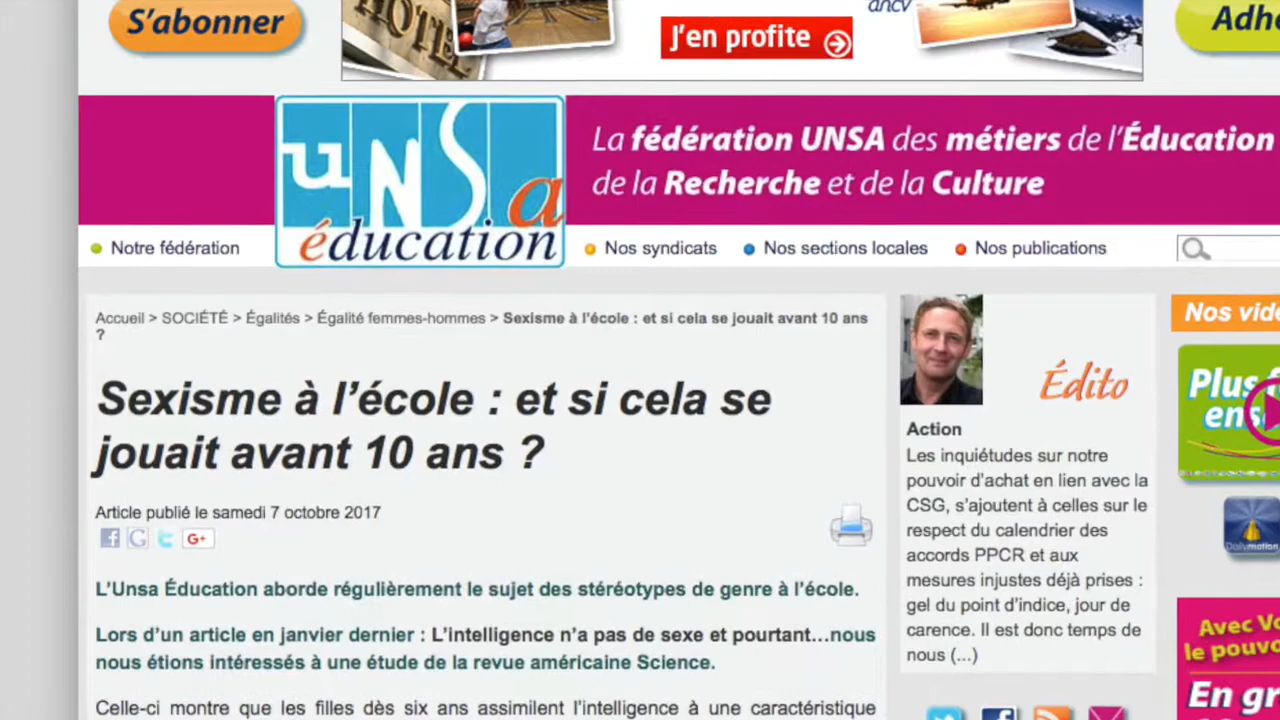 S'abonner
HOTEL
J'en profite
ancv
La fédération UNSA des métiers de l'Éducation
de la Recherche et de la Culture
UNSa
éducation
Notre fédération
Nos syndicats
Nos sections locales
Nos publications
Accueil > SOCIÉTÉ > Égalités > Égalité femmes-hommes > Sexisme à l'école : et si cela se jouait avant 10 ans
?
Sexisme à l'école : et si cela se
jouait avant 10 ans ?
Article publié le samedi 7 octobre 2017
G+
L'Unsa Éducation aborde régulièrement le sujet des stéréotypes de genre à l'école.
Lors d'un article en janvier dernier : L'intelligence n'a pas de sexe et pourtant…nous
nous étions intéressés à une étude de la revue américaine Science.
Celle-ci montre que les filles dès six ans assimilent l'intelligence à une caractéristique
Édito
Action
Les inquiétudes sur notre
pouvoir d'achat en lien avec la
CSG, s'ajoutent à celles sur le
respect du calendrier des
accords PPCR et aux
mesures injustes déjà prises :
gel du point d'indice, jour de
carence. Il est donc temps de
nous (...)
Nos
Plus
Dailymotion
Avec
le
En